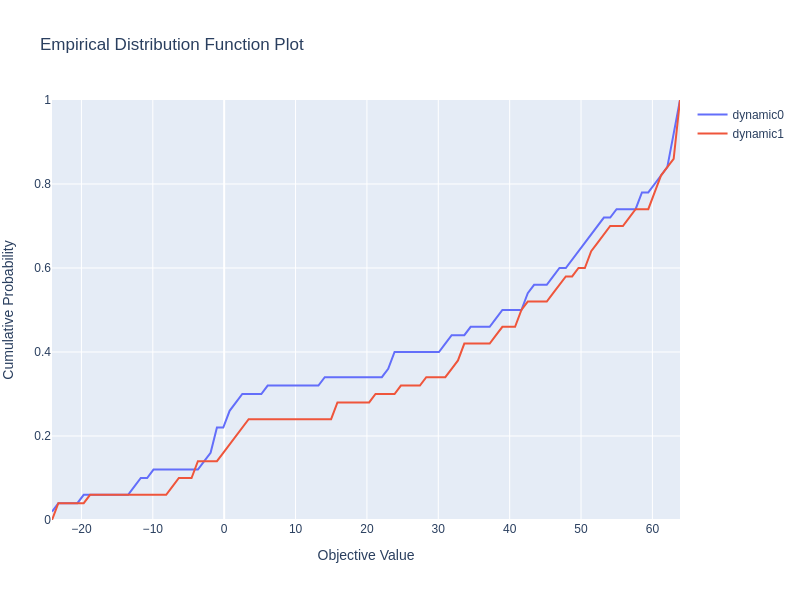 Empirical Distribution Function Plot
dynamic0
dynamic1
Cumulative Probability
1
0.8
0.6
0.4
0.2
0
−20 −10 0 10 20 30 40 50 60
Objective Value